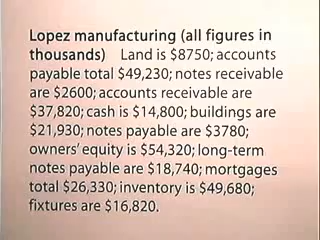 Lopez manufacturing (all figures in
thousands) Land is $8750; accounts
payable total $49,230; notes receivable
are $2600; accounts receivable are
$37,820; cash is $14,800; buildings are
$21,930; notes payable are $3780;
owners' equity is $54,320; long-term
notes payable are $18,740; mortgages
total $26,330; inventory is $49,680;
fixtures are $16,820.